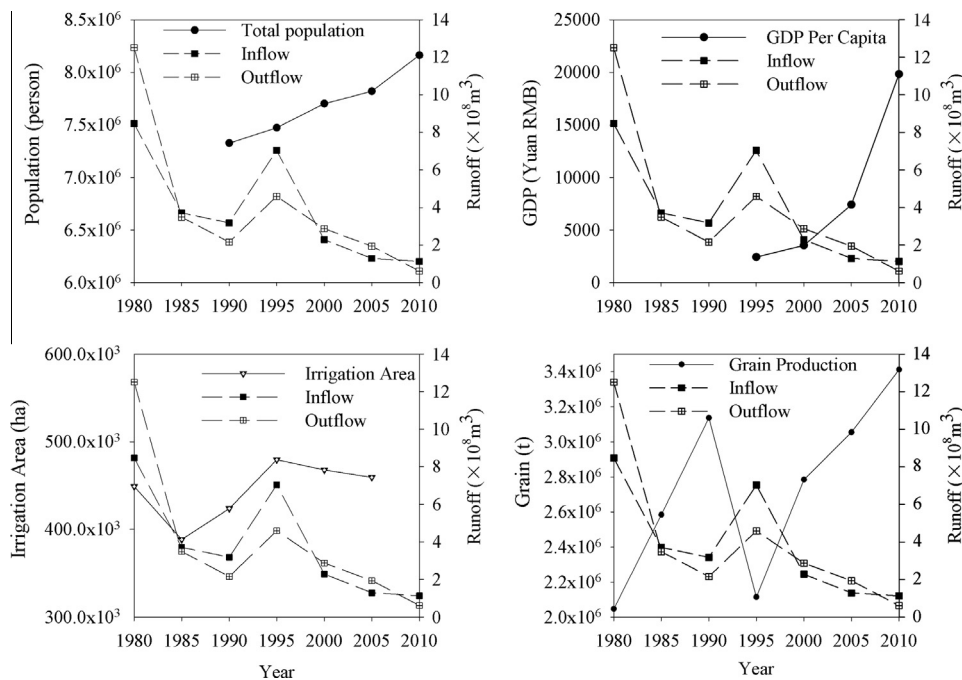 8.5x10⁶
8.0x10⁶
7.5x10⁶
7.0x10⁶
6.5x10⁶
6.0x10⁶
Population (person)
Total population
Inflow
Outflow
14
12
10
8
6
4
2
0
Runoff (×10⁸m³)
1980 1985 1990 1995 2000 2005 2010
25000
20000
15000
10000
5000
0
GDP (Yuan RMB)
GDP Per Capita
Inflow
Outflow
14
12
10
8
6
4
2
0
Runoff (×10⁸m³)
1980 1985 1990 1995 2000 2005 2010
600.0x10³
500.0x10³
400.0x10³
300.0x10³
Irrigation Area (ha)
Irrigation Area
Inflow
Outflow
14
12
10
8
6
4
2
0
Runoff (×10⁸m³)
1980 1985 1990 1995 2000 2005 2010
Year
3.4x10⁶
3.2x10⁶
3.0x10⁶
2.8x10⁶
2.6x10⁶
2.4x10⁶
2.2x10⁶
2.0x10⁶
Grain (t)
Grain Production
Inflow
Outflow
14
12
10
8
6
4
2
0
Runoff (×10⁸m³)
1980 1985 1990 1995 2000 2005 2010
Year